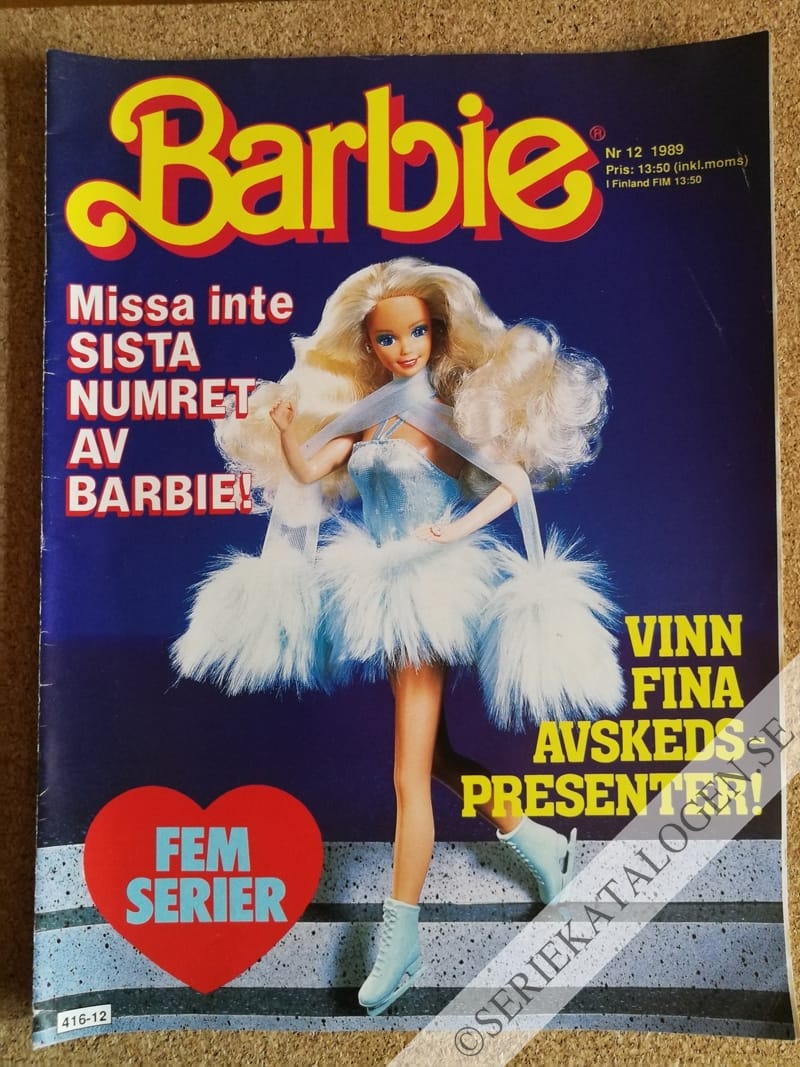 Barbie®
Nr 12 1989
Pris: 13:50 (inkl.moms)
I Finland FIM 13:50
Missa inte
SISTA
NUMRET
AV
BARBIE!
VINN
FINA
AVSKEDS-
PRESENTER!
FEM
SERIER
416-12
©SERIEKATALOGEN.SE